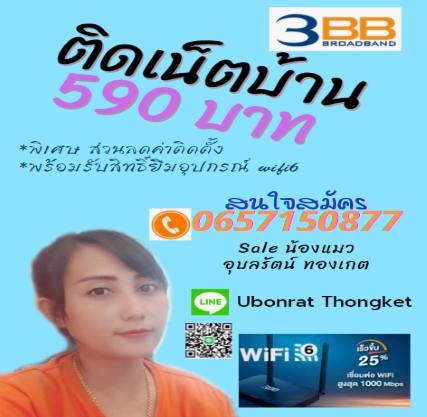 3BB
BROADBAND
ติดเน็ตบ้าน
590 บาท
*พิเศษ ส่วนลดค่าติดตั้ง
*พร้อมรับสิทธิ์ยืมอุปกรณ์ wifi6
สนใจสมัคร
0657150877
Sale น้องแมว
อุบลรัตน์ ทองเกต
LINE Ubonrat Thongket
WiFi 6
เร็วขึ้น
25%
เชื่อมต่อ WiFi
สูงสุด 1000 Mbps